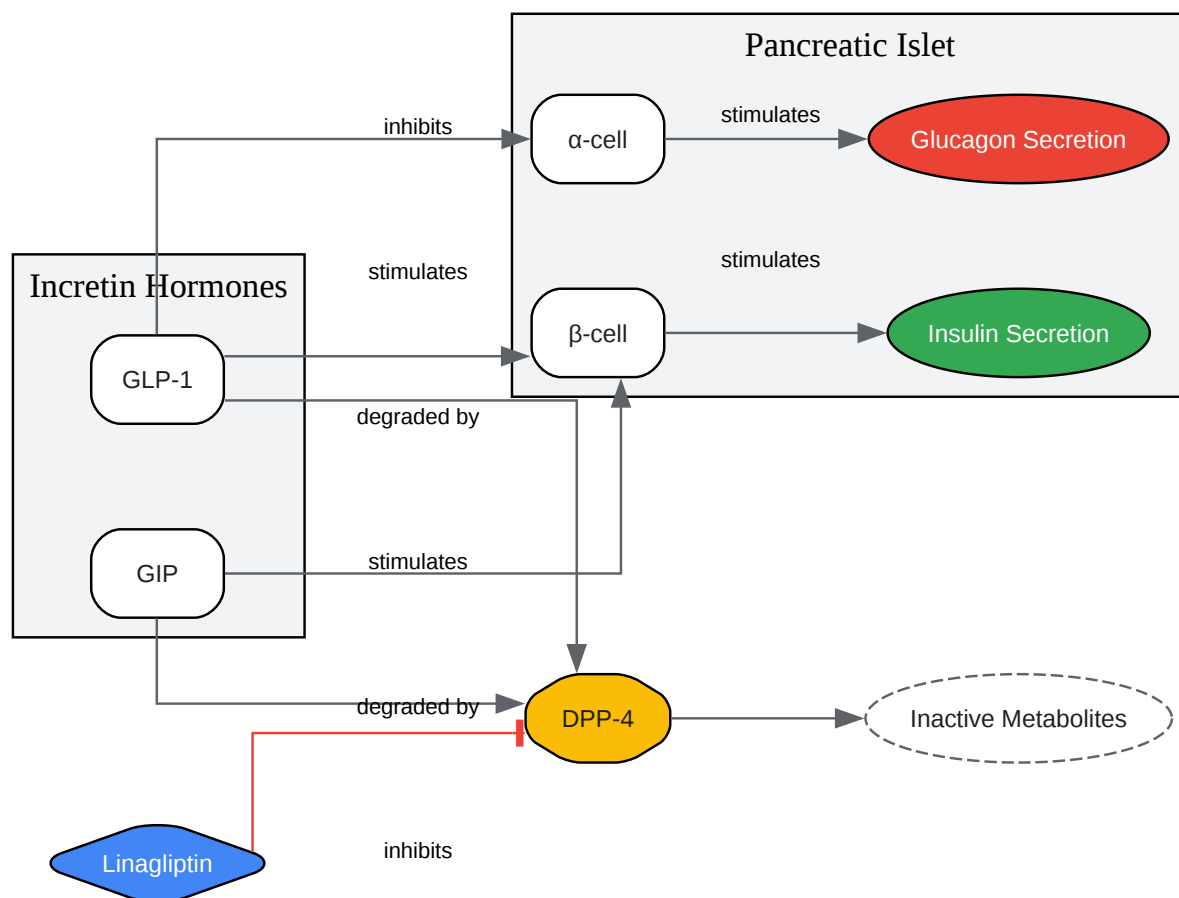 Pancreatic Islet
inhibits
α-cell
stimulates
Glucagon Secretion
Incretin Hormones
stimulates
stimulates
GLP-1
β-cell
Insulin Secretion
degraded by
GIP
stimulates
degraded by
DPP-4
Inactive Metabolites
Linagliptin
inhibits